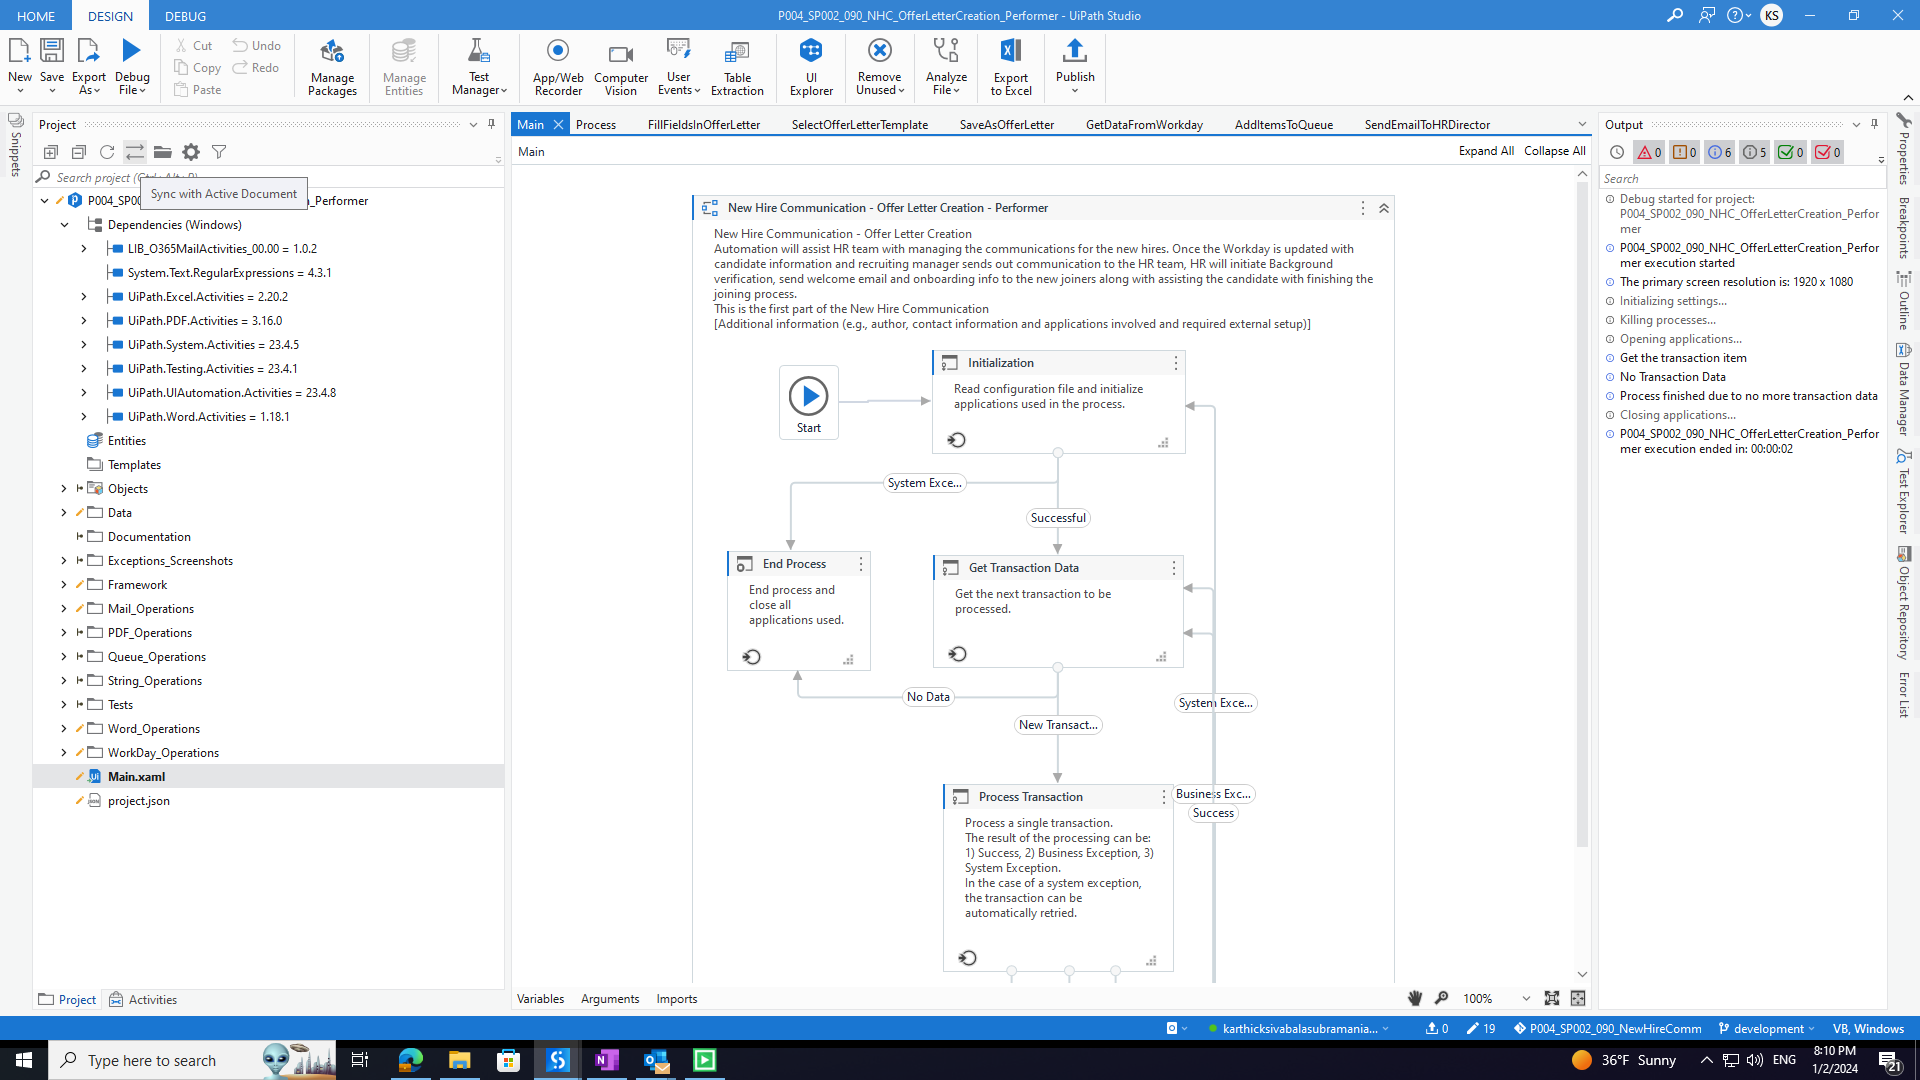 HOME
DESIGN
DEBUG
P004_SP002_090_NHC_OfferLetterCreation_Performer - UiPath Studio
KS
New
Save
Export As
Debug File
Cut
Copy
Paste
Undo
Redo
Manage Packages
Manage Entities
Test Manager
App/Web Recorder
Computer Vision
User Events
Table Extraction
UI Explorer
Remove Unused
Analyze File
Export to Excel
Publish
Snippets
Project
Search project
Sync with Active Document
P004_SP00
_Performer
Dependencies (Windows)
LIB_O365MailActivities_00.00 = 1.0.2
System.Text.RegularExpressions = 4.3.1
UiPath.Excel.Activities = 2.20.2
UiPath.PDF.Activities = 3.16.0
UiPath.System.Activities = 23.4.5
UiPath.Testing.Activities = 23.4.1
UiPath.UIAutomation.Activities = 23.4.8
UiPath.Word.Activities = 1.18.1
Entities
Templates
Objects
Data
Documentation
Exceptions_Screenshots
Framework
Mail_Operations
PDF_Operations
Queue_Operations
String_Operations
Tests
Word_Operations
WorkDay_Operations
Main.xaml
project.json
Project
Activities
Main
Process
FillFieldsInOfferLetter
SelectOfferLetterTemplate
SaveAsOfferLetter
GetDataFromWorkday
AddItemsToQueue
SendEmailToHRDirector
Main
Expand All
Collapse All
New Hire Communication - Offer Letter Creation - Performer
New Hire Communication - Offer Letter Creation
Automation will assist HR team with managing the communications for the new hires. Once the Workday is updated with
candidate information and recruiting manager sends out communication to the HR team, HR will initiate Background
verification, send welcome email and onboarding info to the new joiners along with assisting the candidate with finishing the
joining process.
This is the first part of the New Hire Communication
[Additional information (e.g., author, contact information and applications involved and required external setup)]
Start
Initialization
Read configuration file and initialize
applications used in the process.
System Exce...
Successful
End Process
End process and
close all
applications used.
Get Transaction Data
Get the next transaction to be
processed.
No Data
New Transact...
System Exce...
Business Exc...
Success
Process Transaction
Process a single transaction.
The result of the processing can be:
1) Success, 2) Business Exception, 3)
System Exception.
In the case of a system exception,
the transaction can be
automatically retried.
Variables
Arguments
Imports
100%
Output
0
0
6
5
0
0
Search
Debug started for project:
P004_SP002_090_NHC_OfferLetterCreation_Perfor
mer
P004_SP002_090_NHC_OfferLetterCreation_Perfor
mer execution started
The primary screen resolution is: 1920 x 1080
Initializing settings...
Killing processes...
Opening applications...
Get the transaction item
No Transaction Data
Process finished due to no more transaction data
Closing applications...
P004_SP002_090_NHC_OfferLetterCreation_Perfor
mer execution ended in: 00:00:02
Properties
Breakpoints
Outline
Data Manager
Test Explorer
Object Repository
Error List
karthicksivabalasubramania...
0
19
P004_SP002_090_NewHireComm
development
VB, Windows
Type here to search
36°F Sunny
ENG
8:10 PM
1/2/2024
21